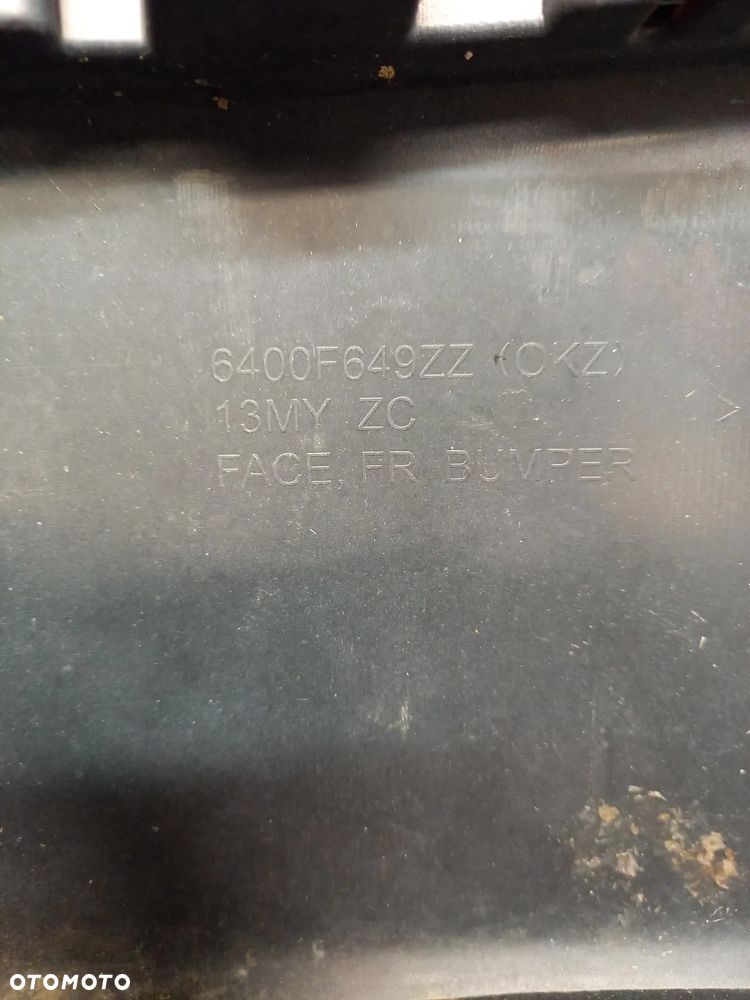 6400F649ZZ (OKZ)
13MY ZC
FACE, FR BUMPER
>
OTOMOTO